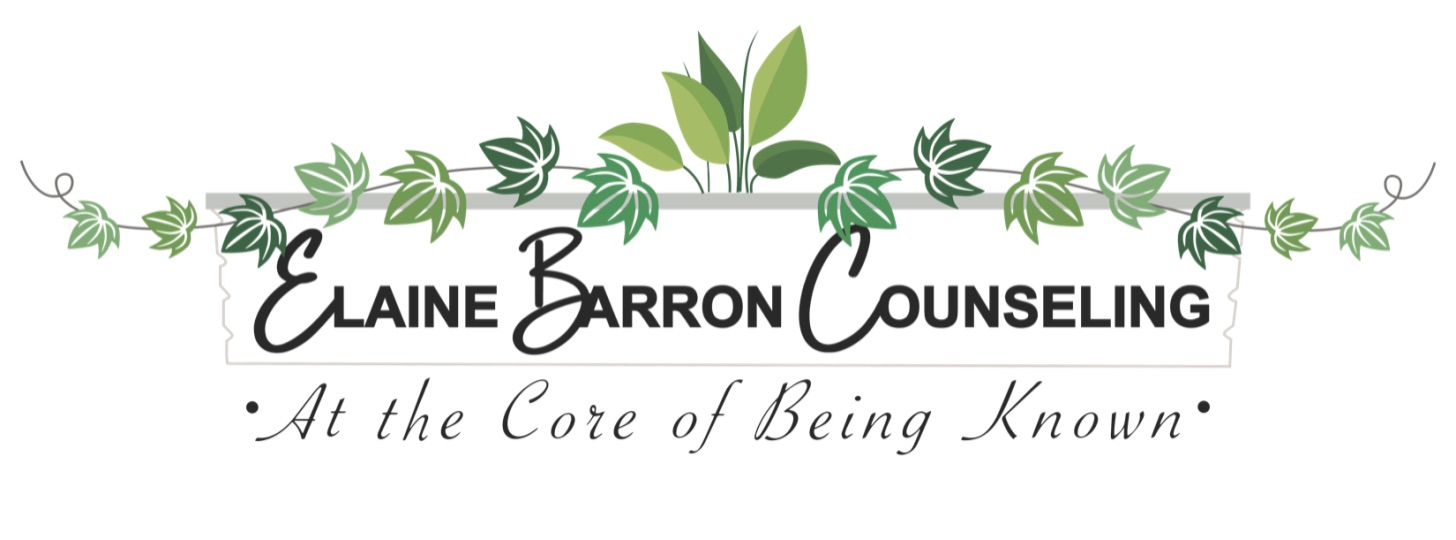 ELAINE BARRON COUNSELING
•At the Core of Being Known•